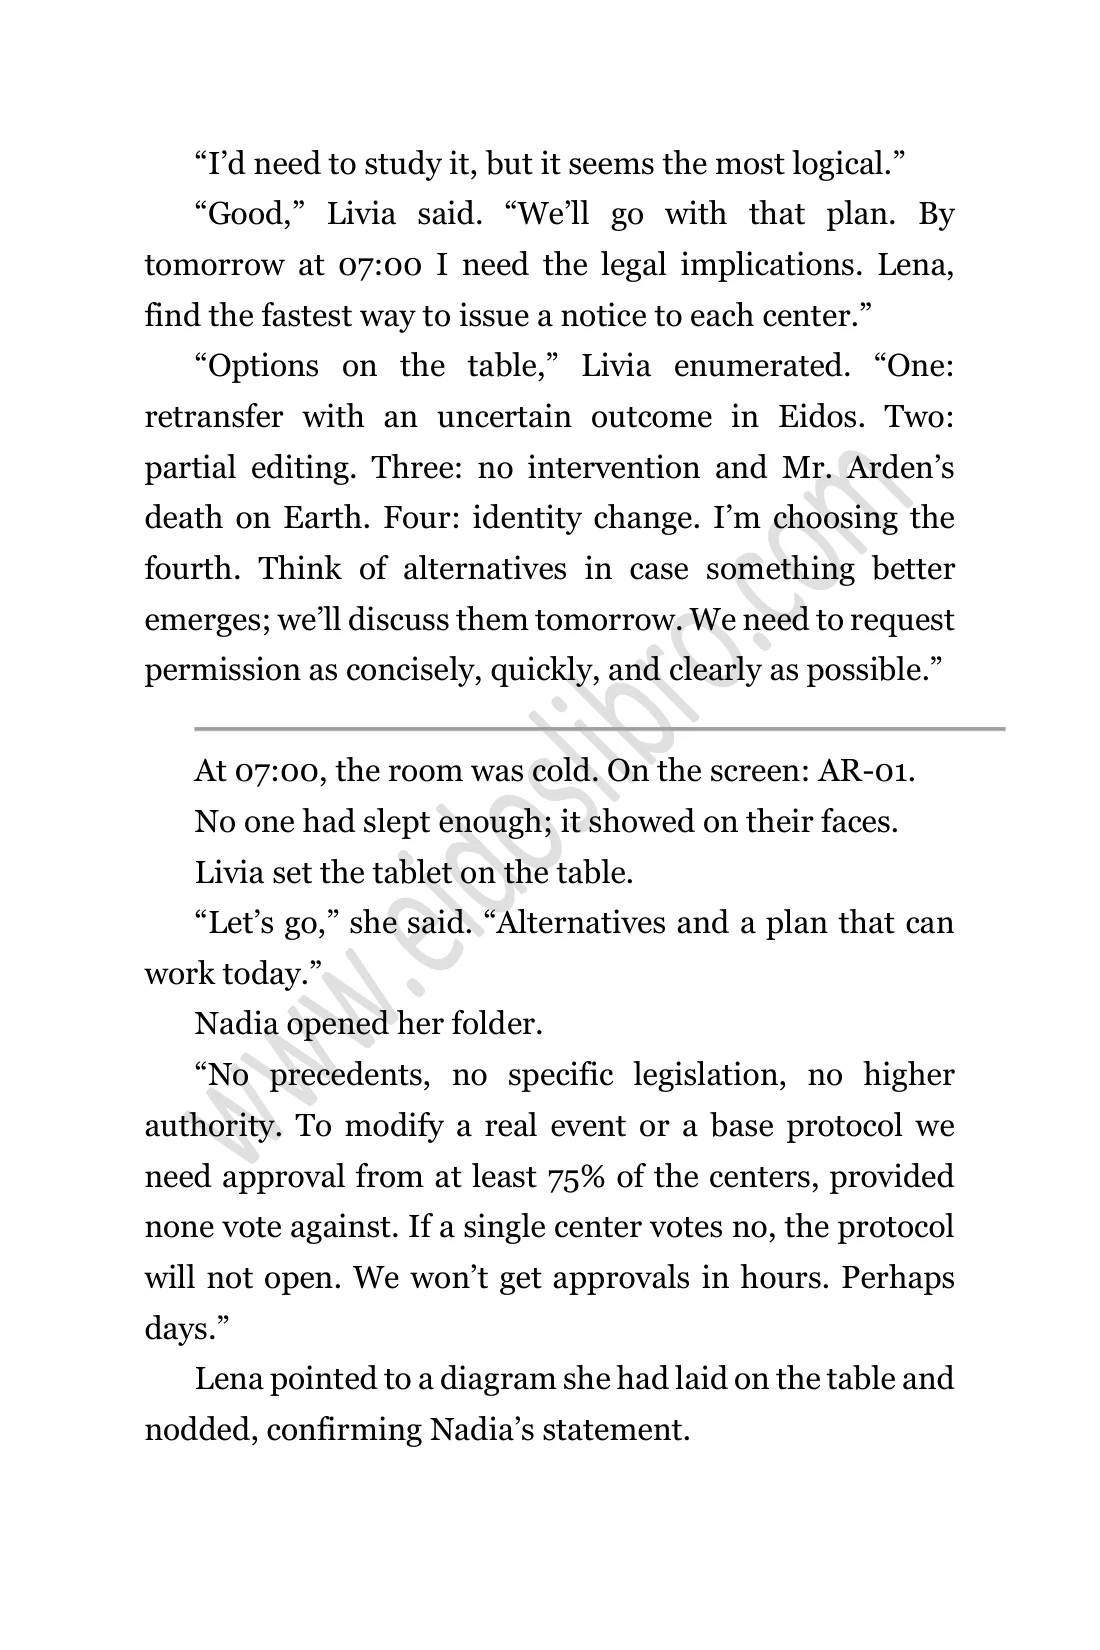 “I’d need to study it, but it seems the most logical.”
“Good,” Livia said. “We’ll go with that plan. By
tomorrow at 07:00 I need the legal implications. Lena,
find the fastest way to issue a notice to each center.”
“Options on the table,” Livia enumerated. “One:
retransfer with an uncertain outcome in Eidos. Two:
partial editing. Three: no intervention and Mr. Arden’s
death on Earth. Four: identity change. I’m choosing the
fourth. Think of alternatives in case something better
emerges; we’ll discuss them tomorrow. We need to request
permission as concisely, quickly, and clearly as possible.”
At 07:00, the room was cold. On the screen: AR-01.
No one had slept enough; it showed on their faces.
Livia set the tablet on the table.
“Let’s go,” she said. “Alternatives and a plan that can
work today.”
Nadia opened her folder.
“No precedents, no specific legislation, no higher
authority. To modify a real event or a base protocol we
need approval from at least 75% of the centers, provided
none vote against. If a single center votes no, the protocol
will not open. We won’t get approvals in hours. Perhaps
days.”
Lena pointed to a diagram she had laid on the table and
nodded, confirming Nadia’s statement.
www.eidoslibro.com